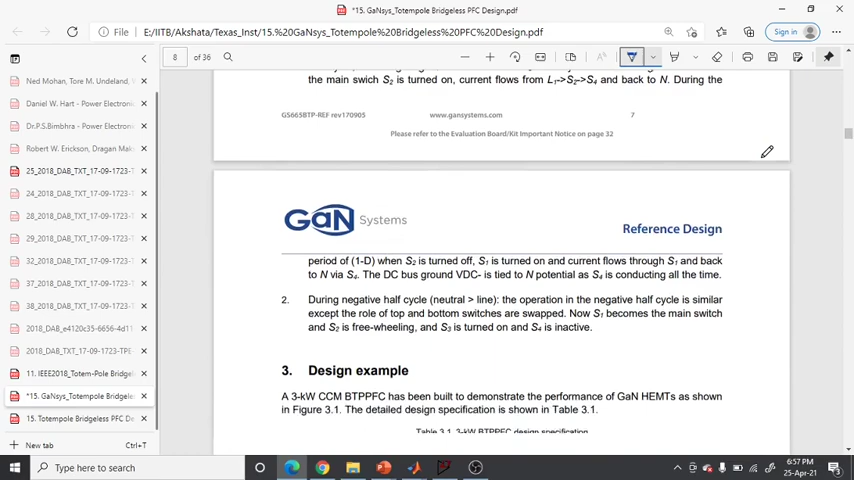 *15. GaNsys_Totempole Bridgeless PFC Design.pdf
File
E:/IITB/Akshata/Texas_Inst/15.%20GaNsys_Totempole%20Bridgeless%20PFC%20Design.pdf
Sign in
8 of 36
Ned Mohan, Tore M. Undeland, W
Daniel W. Hart - Power Electronic
Dr.P.S.Bimbhra - Power Electroni
Robert W. Erickson, Dragan Mak
25_2018_DAB_TXT_17-09-1723-T
24_2018_DAB_TXT_17-09-1723-T
28_2018_DAB_TXT_17-09-1723-T
29_2018_DAB_TXT_17-09-1723-T
32_2018_DAB_TXT_17-09-1723-T
37_2018_DAB_TXT_17-09-1723-T
38_2018_DAB_TXT_17-09-1723-T
2018_DAB_e4120c35-6656-4d11
2018_DAB_TXT_17-09-1723-TPE
11. IEEE2018_Totem-Pole Bridgel
*15. GaNsys_Totempole Bridgeles
15. Totempole Bridgeless PFC De
New tab Ctrl+T
the main swich S2 is turned on, current flows from L1->S2->S4 and back to N. During the
GS665BTP-REF rev170905 www.gansystems.com 7
Please refer to the Evaluation Board/Kit Important Notice on page 32
GaN Systems
Reference Design
period of (1-D) when S2 is turned off, S1 is turned on and current flows through S1 and back
to N via S4. The DC bus ground VDC- is tied to N potential as S4 is conducting all the time.
2. During negative half cycle (neutral > line): the operation in the negative half cycle is similar
except the role of top and bottom switches are swapped. Now S1 becomes the main switch
and S2 is free-wheeling, and S3 is turned on and S4 is inactive.
3. Design example
A 3-kW CCM BTPPFC has been built to demonstrate the performance of GaN HEMTs as shown
in Figure 3.1. The detailed design specification is shown in Table 3.1.
Table 3.1 3-kW BTPPFC design specification
Type here to search
6:57 PM
25-Apr-21
3